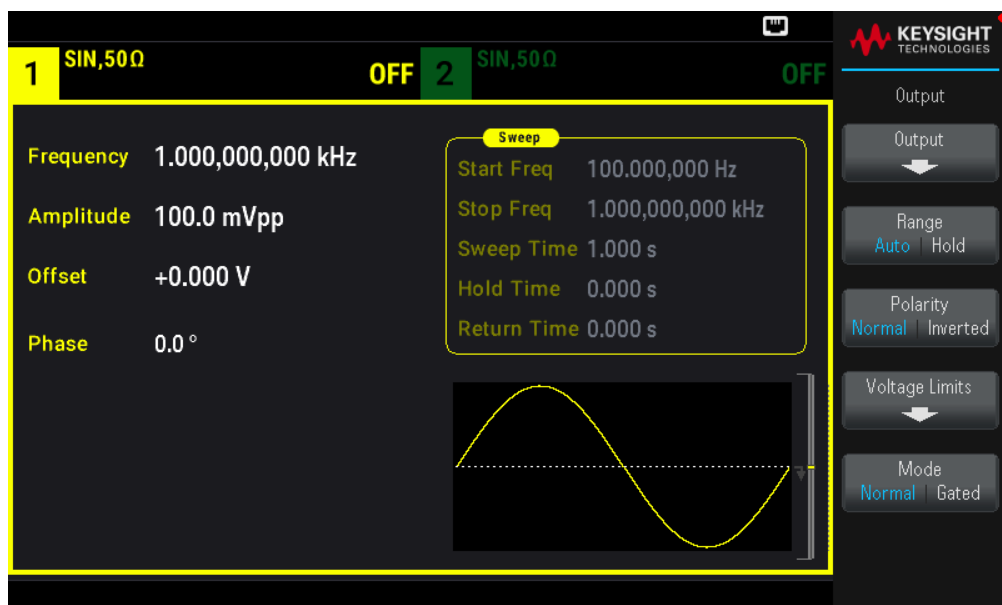 KEYSIGHT
TECHNOLOGIES
1 SIN,50Ω OFF 2 SIN,50Ω OFF
Output
Frequency 1.000,000,000 kHz
Amplitude 100.0 mVpp
Offset +0.000 V
Phase 0.0 °
Sweep
Start Freq 100.000,000 Hz
Stop Freq 1.000,000,000 kHz
Sweep Time 1.000 s
Hold Time 0.000 s
Return Time 0.000 s
Output
Range
Auto | Hold
Polarity
Normal | Inverted
Voltage Limits
Mode
Normal | Gated